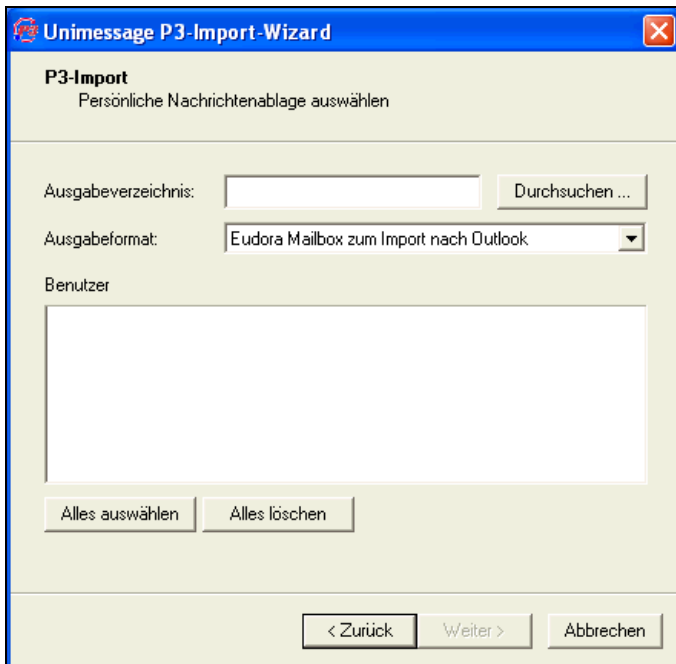 Unimessage P3-Import-Wizard
P3-Import
Persönliche Nachrichtenablage auswählen
Ausgabeverzeichnis:
Durchsuchen ...
Ausgabeformat:
Eudora Mailbox zum Import nach Outlook
Benutzer
Alles auswählen
Alles löschen
< Zurück
Weiter >
Abbrechen